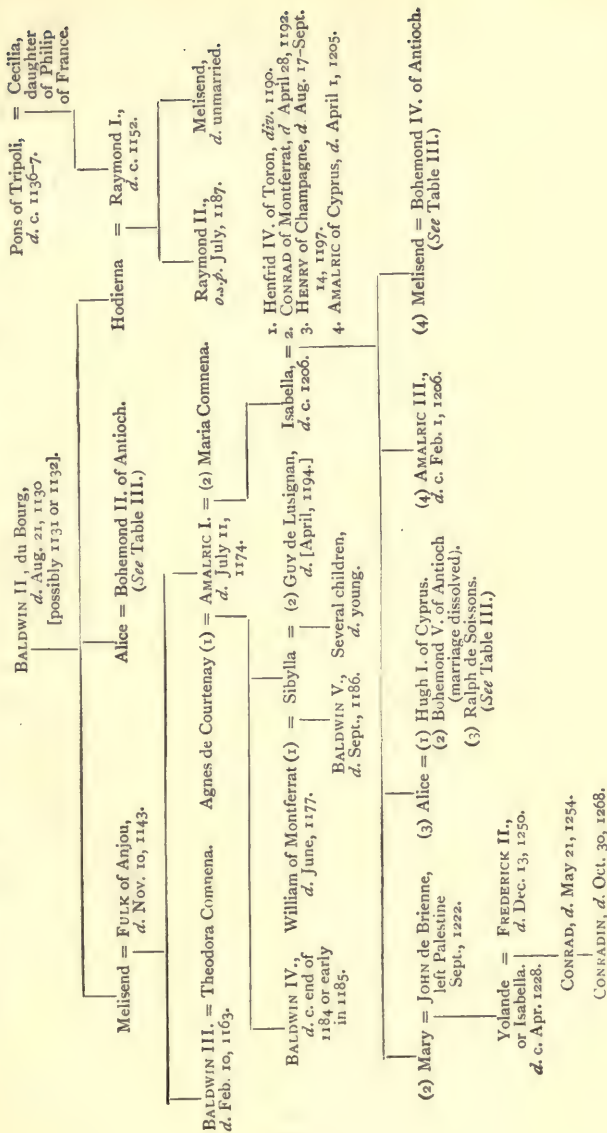 BALDWIN II, du Bourg,
d. Aug. 21, 1130
[possibly 1131 or 1132].
Pons of Tripoli,
d. c. 1136-7.
= Cecilia,
daughter
of Philip
of France.
Melisend = FULK of Anjou,
d. Nov. 10, 1143.
Alice = Bohemond II. of Antioch.
(See Table III.)
Hodierna =
Raymond I.,
d. c. 1152.
BALDWIN III. = Theodora Comnena.
d. Feb. 10, 1163.
Agnes de Courtenay (1) = AMALRIC I. = (2) Maria Comnena.
d. July 11,
1174.
Raymond II.,
o.s.p. July, 1187.
Melisend,
d. unmarried.
BALDWIN IV.,
d. c. end of
1184 or early
in 1185.
William of Montferrat (1) = Sibylla = (2) GUY de Lusignan,
d. June, 1177.
d. [April, 1194.]
BALDWIN V.,
d. Sept., 1186.
Several children,
d. young.
Isabella, =
d. c. 1206.
1. Henfrid IV. of Toron, div. 1190.
2. CONRAD of Montferrat, d April 28, 1192.
3. HENRY of Champagne, d. Aug. 17-Sept.
14, 1197.
4. AMALRIC of Cyprus, d. April 1, 1205.
(2) Mary = JOHN de Brienne,
left Palestine
Sept., 1222.
(3) Alice = (1) Hugh I. of Cyprus.
(2) Bohemond V. of Antioch
(marriage dissolved).
(3) Ralph de Soissons.
(See Table III.)
(4) AMALRIC III.,
d. c. Feb. 1, 1206.
(4) Melisend = Bohemond IV. of Antioch.
(See Table III.)
Yolande = FREDERICK II.,
or Isabella.
d. Dec. 13, 1250.
d. c. Apr. 1228.
CONRAD, d. May 21, 1254.
CONRADIN, d. Oct. 30, 1268.